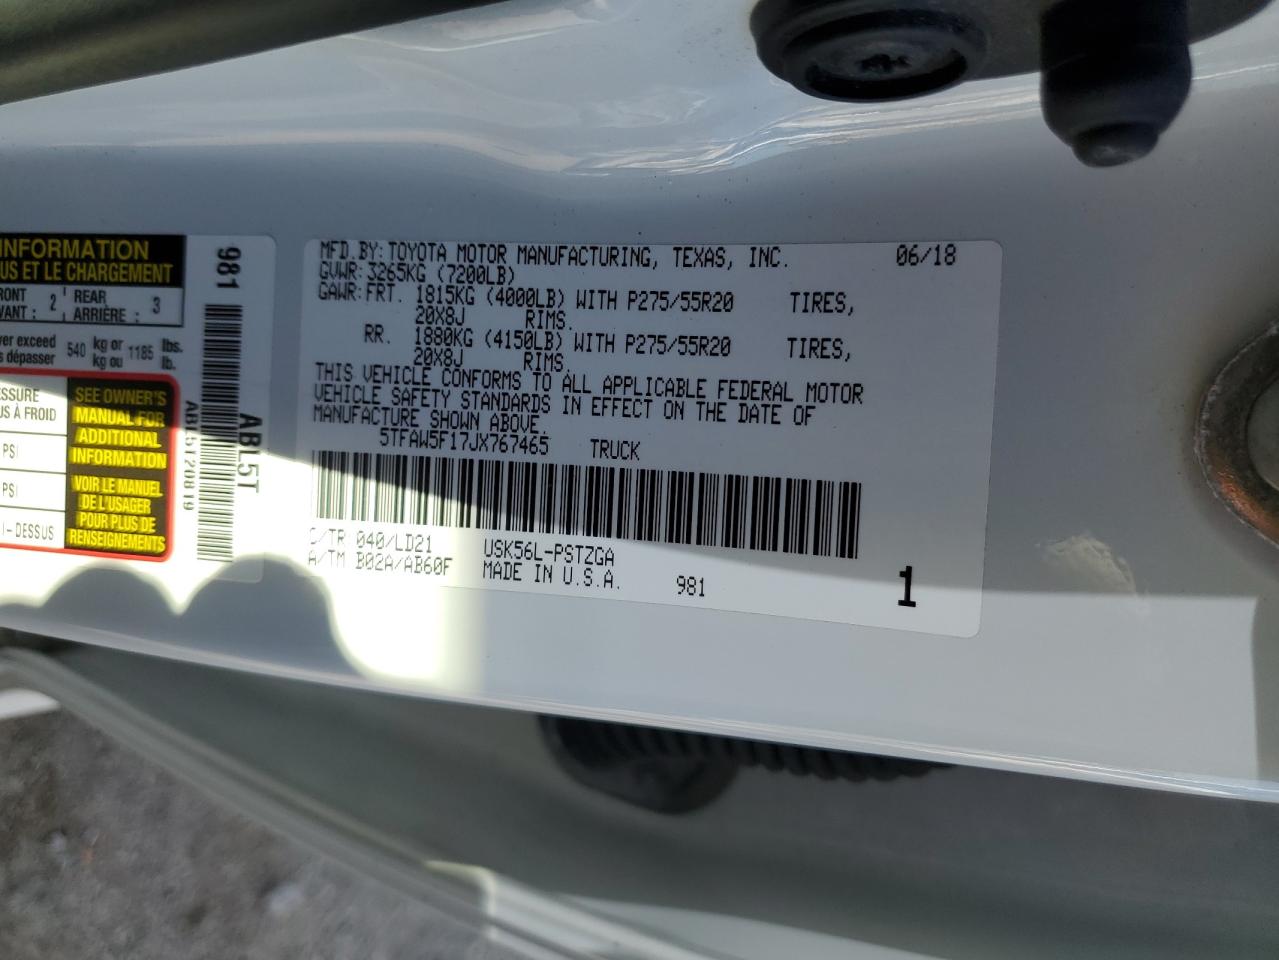 INFORMATION
US ET LE CHARGEMENT
RONT 2 REAR 3
VANT : ARRIÈRE :
ver exceed 540 kg or 1185 lbs.
s dépasser kg ou lb.
ESSURE
US À FROID
PSI
PSI
I-DESSUS
SEE OWNER'S
MANUAL FOR
ADDITIONAL
INFORMATION
VOIR LE MANUEL
DE L'USAGER
POUR PLUS DE
RENSEIGNEMENTS
981
ABL5T
ABL5T20819
MFD.BY: TOYOTA MOTOR MANUFACTURING, TEXAS, INC. 06/18
GVWR: 3265KG (7200LB)
GAWR: FRT. 1815KG (4000LB) WITH P275/55R20 TIRES,
20X8J RIMS.
RR. 1880KG (4150LB) WITH P275/55R20 TIRES,
20X8J RIMS.
THIS VEHICLE CONFORMS TO ALL APPLICABLE FEDERAL MOTOR
VEHICLE SAFETY STANDARDS IN EFFECT ON THE DATE OF
MANUFACTURE SHOWN ABOVE.
5TFAW5F17JX767465 TRUCK
C/TR 040/LD21 USK56L-PSTZGA
A/TM B02A/AB60F MADE IN U.S.A. 981 1